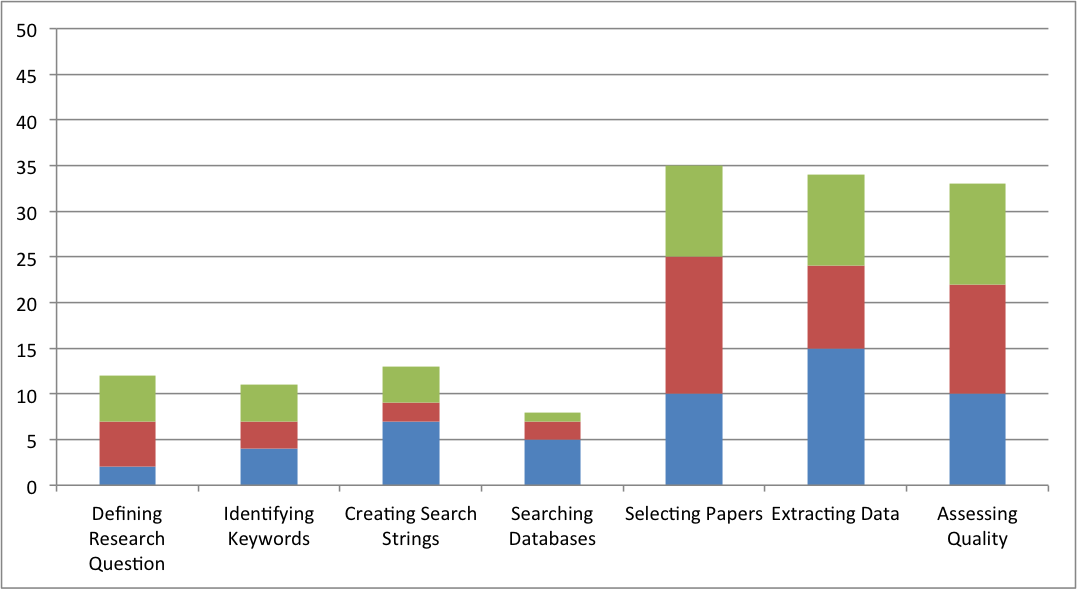 50
45
40
35
30
25
20
15
10
5
0
Defining
Research
Question
Identifying
Keywords
Creating Search
Strings
Searching
Databases
Selecting Papers
Extracting Data
Assessing
Quality